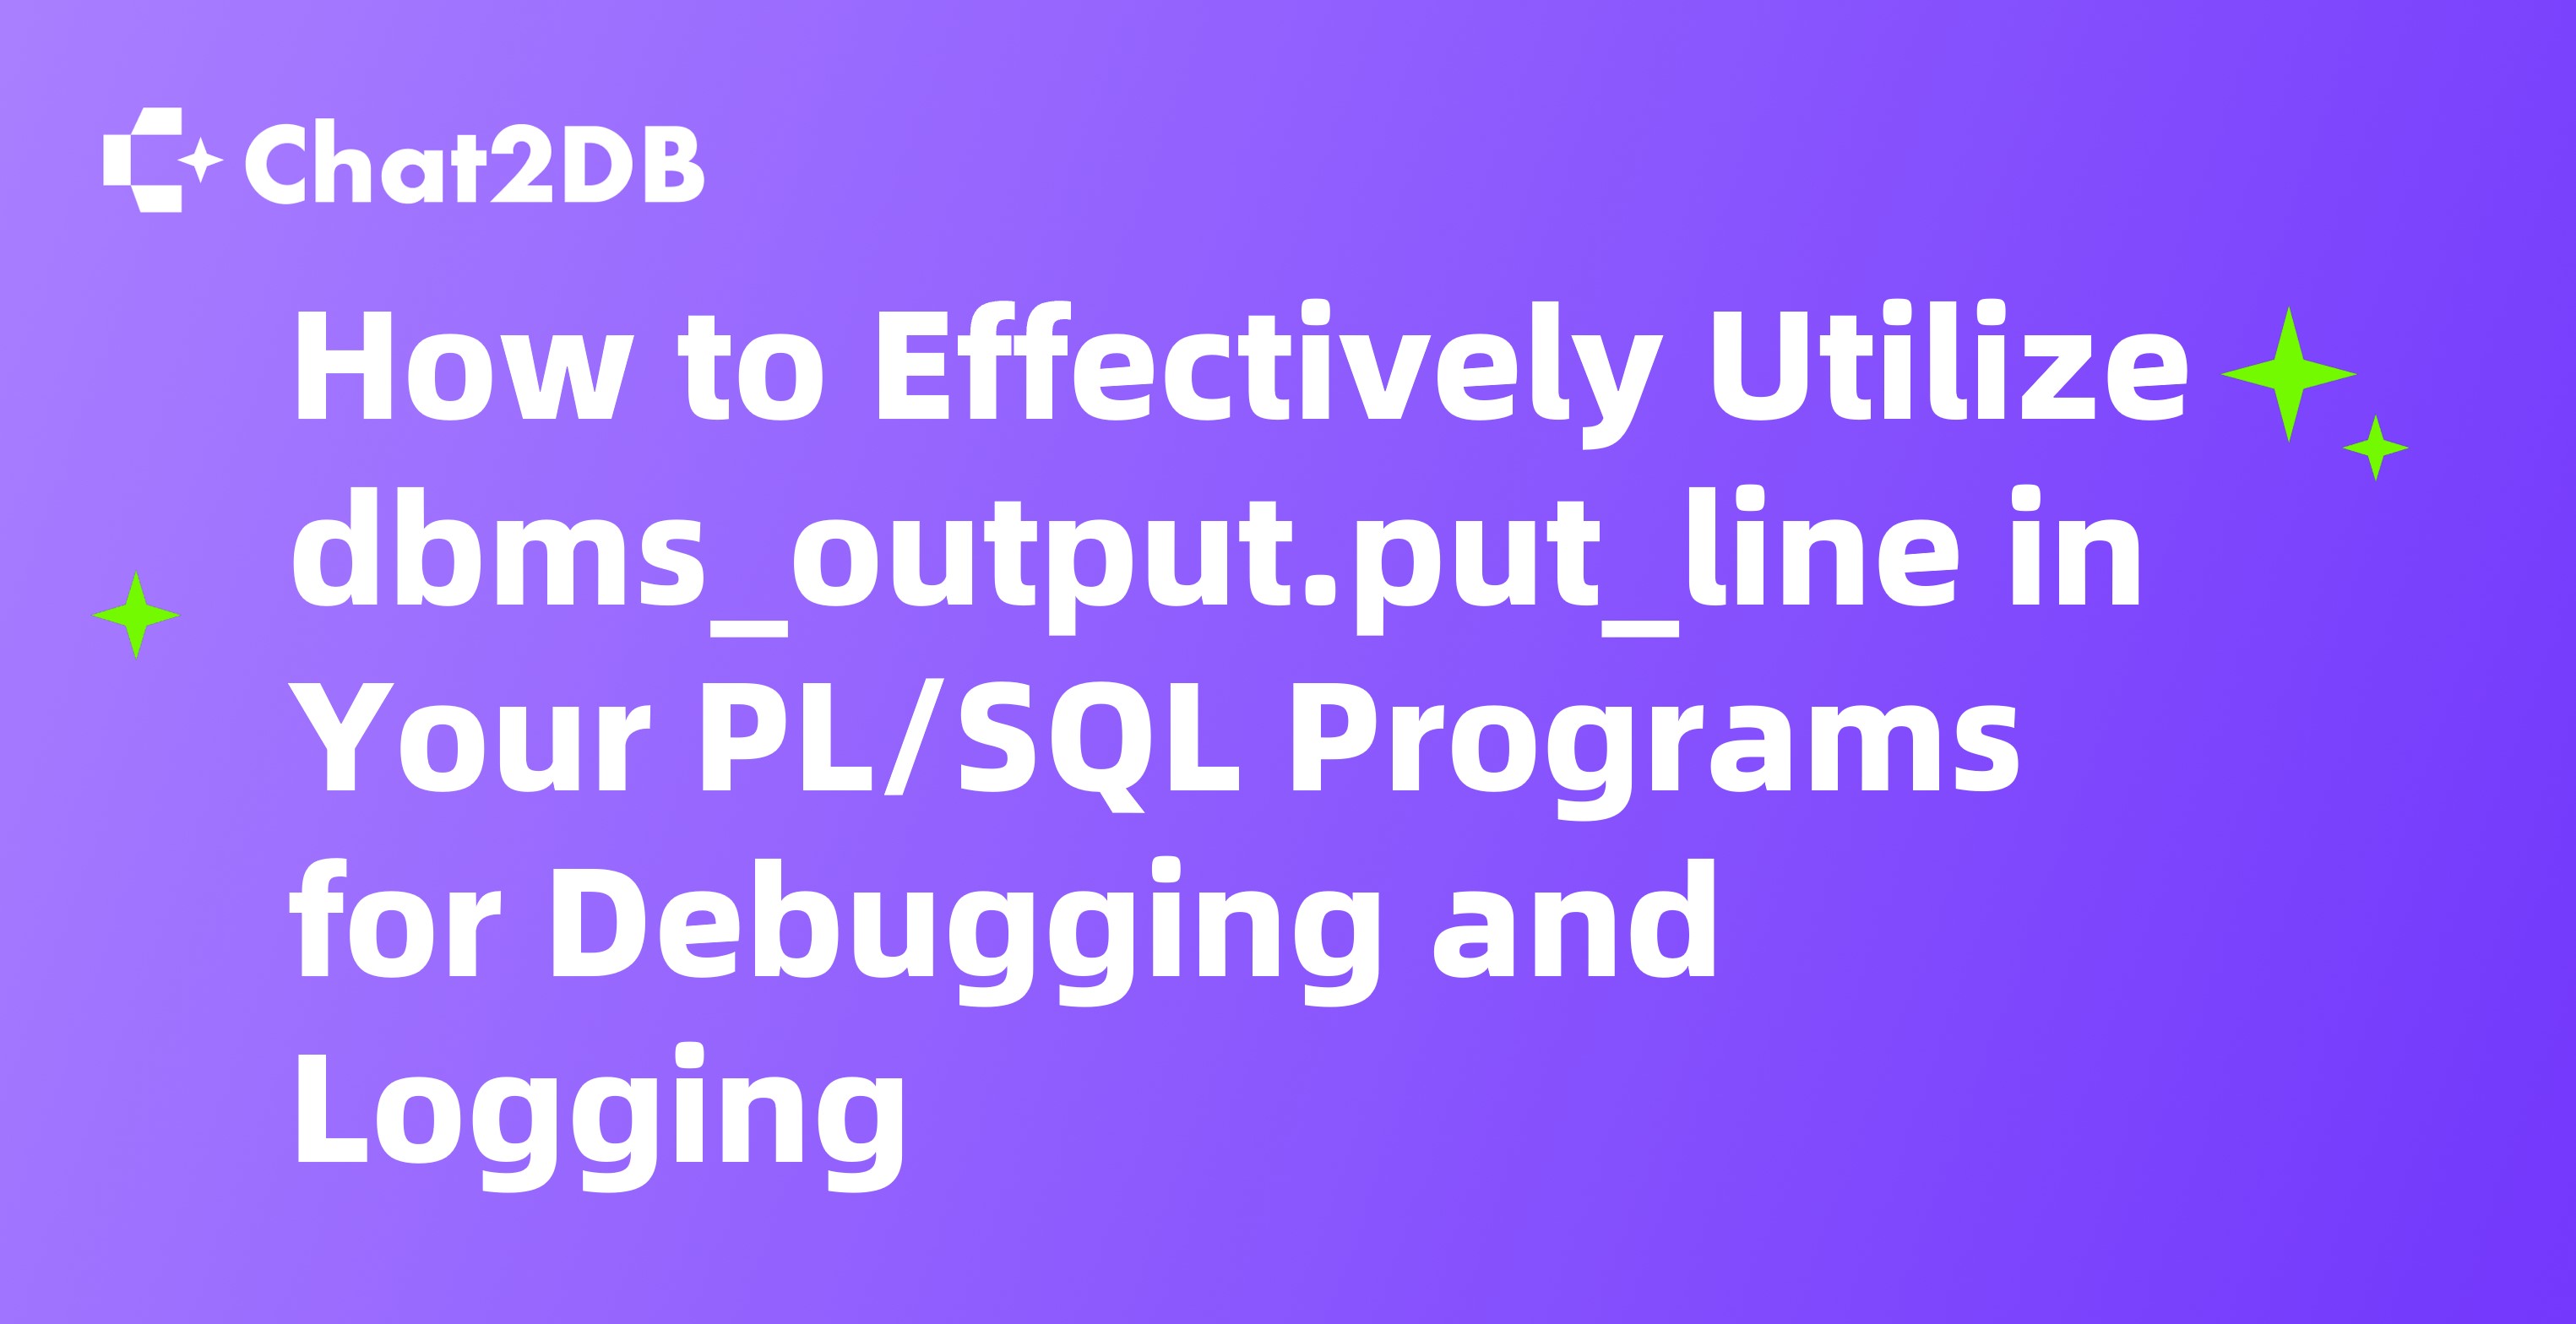 Chat2DB
How to Effectively Utilize
dbms_output.put_line in
Your PL/SQL Programs
for Debugging and
Logging